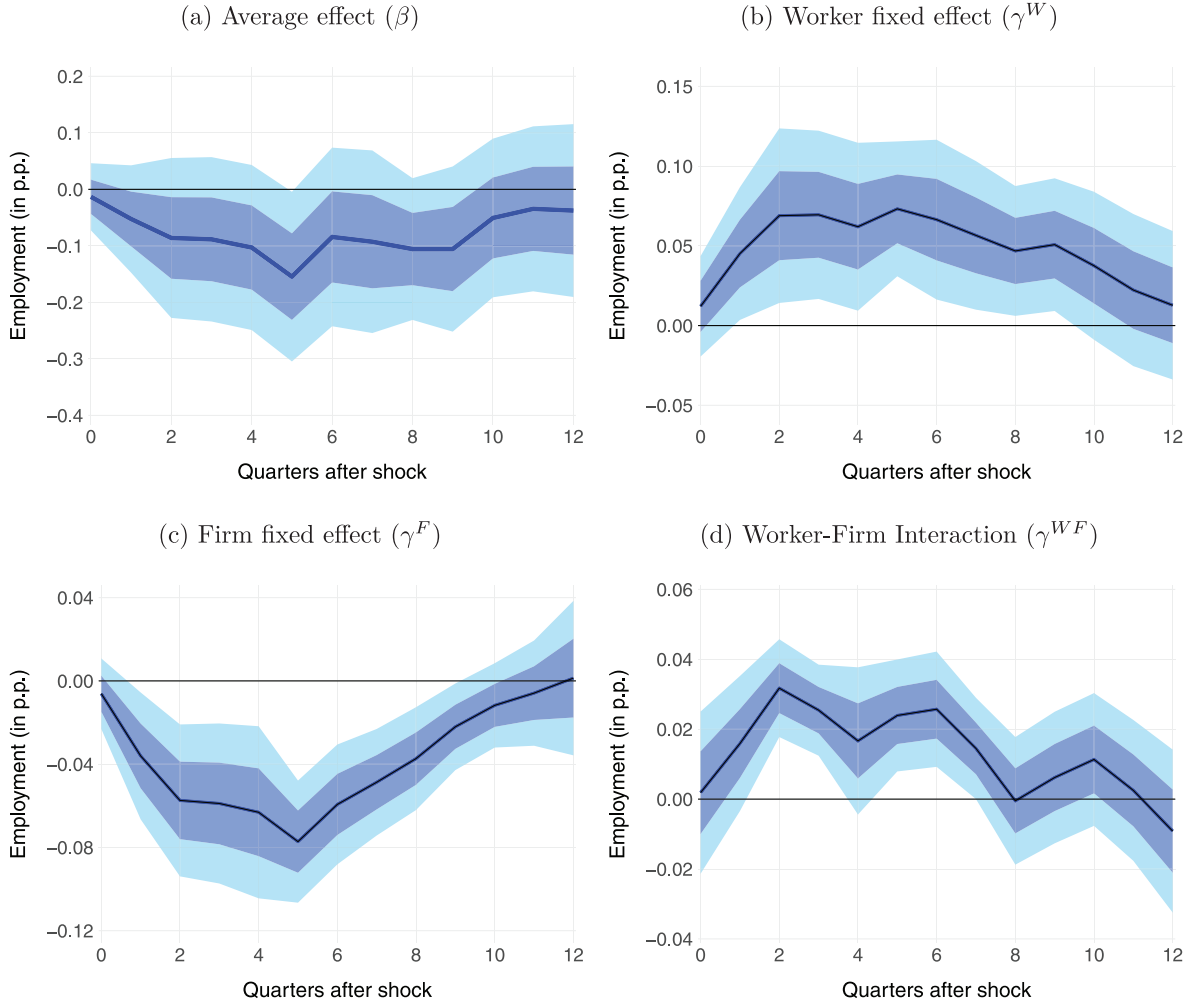 (a) Average effect (β)
(b) Worker fixed effect (γ^W)
0.2
0.1
0.0
−0.1
−0.2
−0.3
−0.4
Employment (in p.p.)
0 2 4 6 8 10 12
Quarters after shock
0.15
0.10
0.05
0.00
−0.05
Employment (in p.p.)
0 2 4 6 8 10 12
Quarters after shock
(c) Firm fixed effect (γ^F)
(d) Worker-Firm Interaction (γ^{WF})
0.04
0.00
−0.04
−0.08
−0.12
Employment (in p.p.)
0 2 4 6 8 10 12
Quarters after shock
0.06
0.04
0.02
0.00
−0.02
−0.04
Employment (in p.p.)
0 2 4 6 8 10 12
Quarters after shock